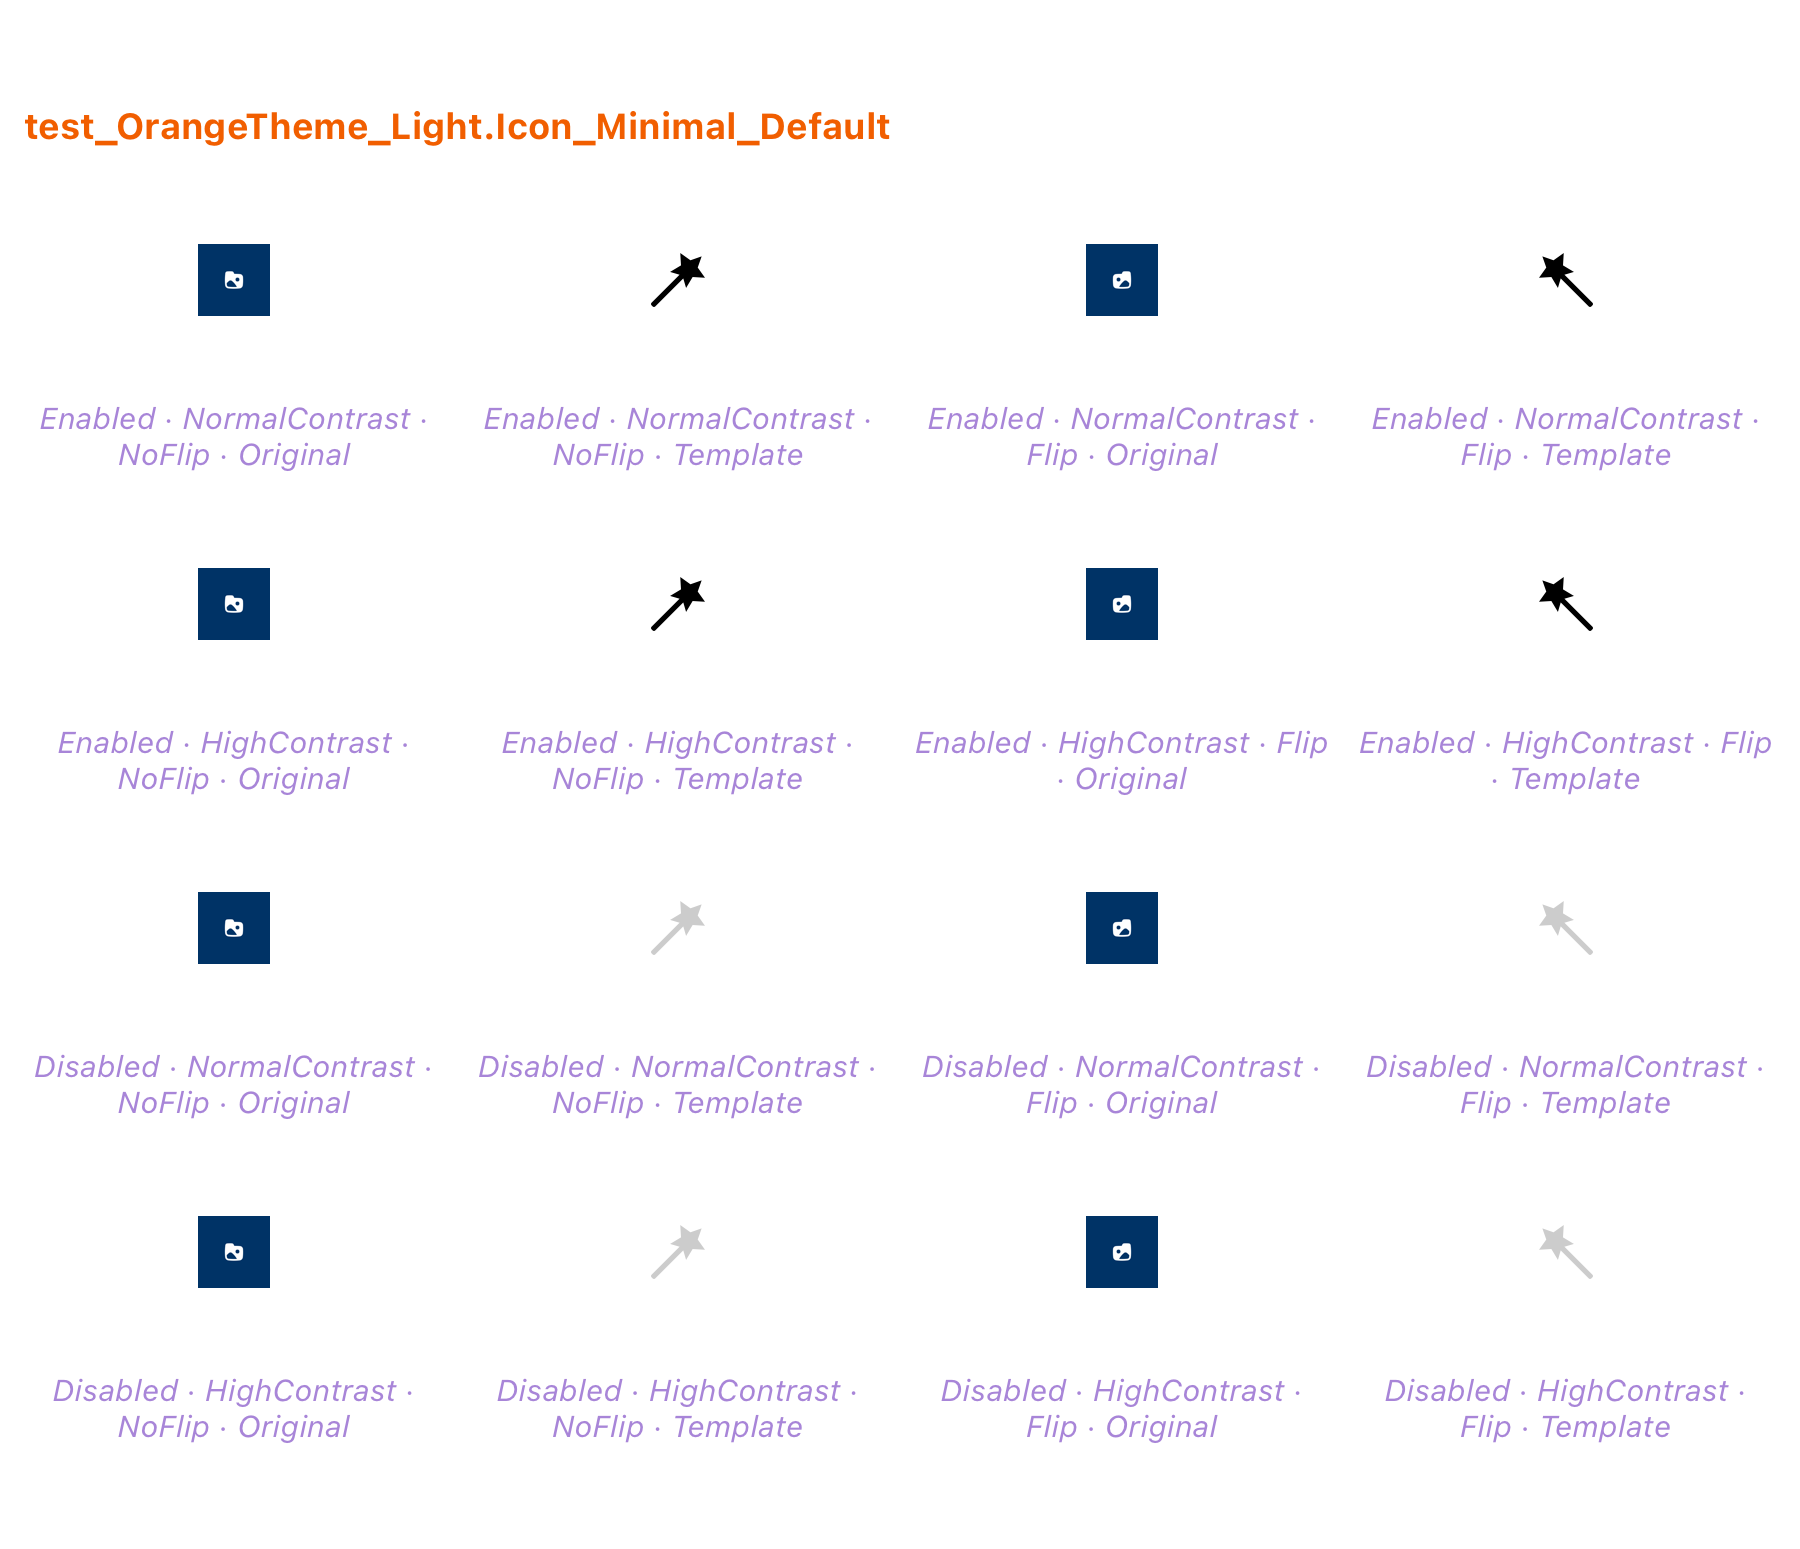 test_OrangeTheme_Light.Icon_Minimal_Default
Enabled · NormalContrast ·
NoFlip · Original
Enabled · NormalContrast ·
NoFlip · Template
Enabled · NormalContrast ·
Flip · Original
Enabled · NormalContrast ·
Flip · Template
Enabled · HighContrast ·
NoFlip · Original
Enabled · HighContrast ·
NoFlip · Template
Enabled · HighContrast · Flip
· Original
Enabled · HighContrast · Flip
· Template
Disabled · NormalContrast ·
NoFlip · Original
Disabled · NormalContrast ·
NoFlip · Template
Disabled · NormalContrast ·
Flip · Original
Disabled · NormalContrast ·
Flip · Template
Disabled · HighContrast ·
NoFlip · Original
Disabled · HighContrast ·
NoFlip · Template
Disabled · HighContrast ·
Flip · Original
Disabled · HighContrast ·
Flip · Template